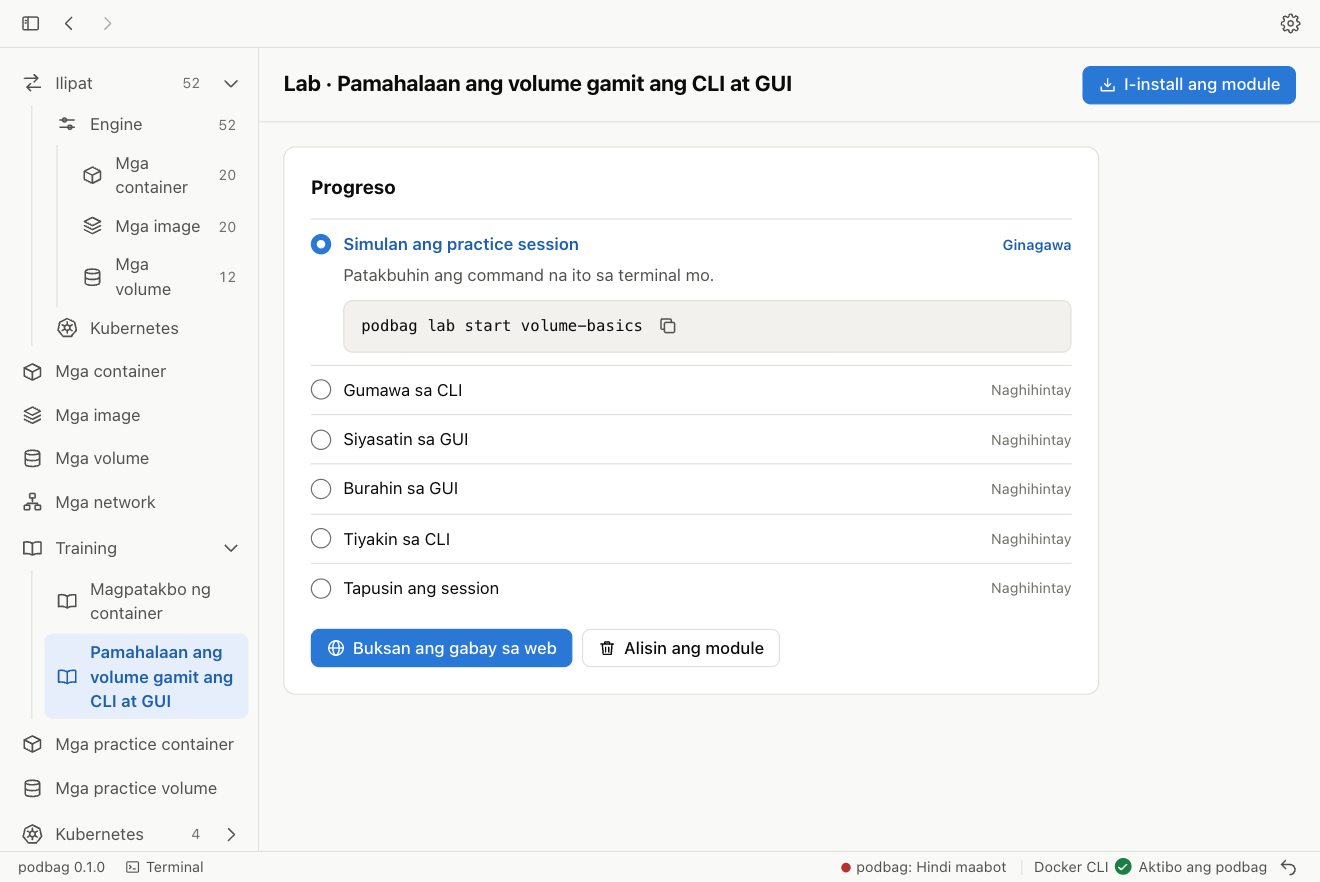 Ilipat 52
Engine 52
Mga
container 20
Mga image 20
Mga
volume 12
Kubernetes
Mga container
Mga image
Mga volume
Mga network
Training
Magpatakbo ng
container
Pamahalaan ang
volume gamit ang
CLI at GUI
Mga practice container
Mga practice volume
Kubernetes 4
Lab · Pamahalaan ang volume gamit ang CLI at GUI
I-install ang module
Progreso
Simulan ang practice session Ginagawa
Patakbuhin ang command na ito sa terminal mo.
podbag lab start volume-basics
Gumawa sa CLI Naghihintay
Siyasatin sa GUI Naghihintay
Burahin sa GUI Naghihintay
Tiyakin sa CLI Naghihintay
Tapusin ang session Naghihintay
Buksan ang gabay sa web
Alisin ang module
podbag 0.1.0 Terminal podbag: Hindi maabot Docker CLI Aktibo ang podbag